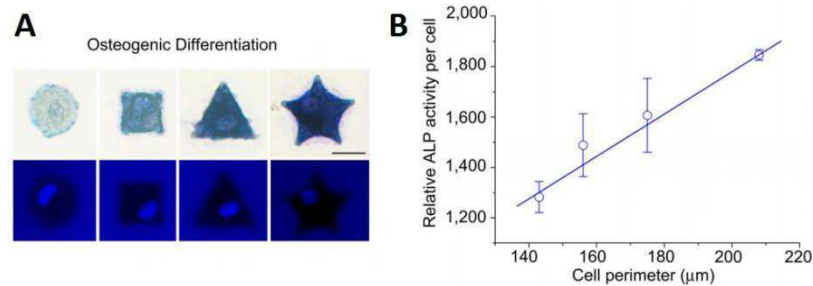 A
Osteogenic Differentiation
B
Relative ALP activity per cell
2,000
1,800
1,600
1,400
1,200
140 160 180 200 220
Cell perimeter (μm)